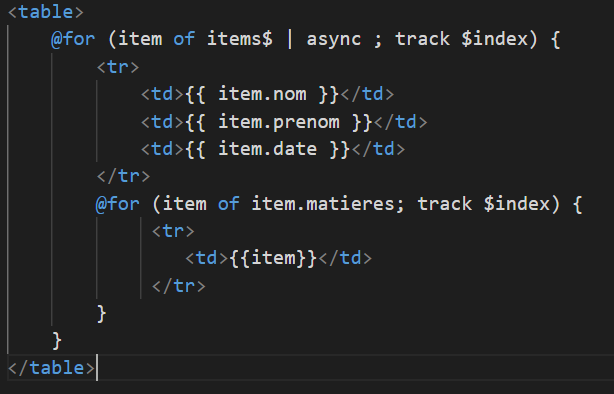 <table>
@for (item of items$ | async ; track $index) {
<tr>
<td>{{ item.nom }}</td>
<td>{{ item.prenom }}</td>
<td>{{ item.date }}</td>
</tr>
@for (item of item.matieres; track $index) {
<tr>
<td>{{item}}</td>
</tr>
}
}
</table>